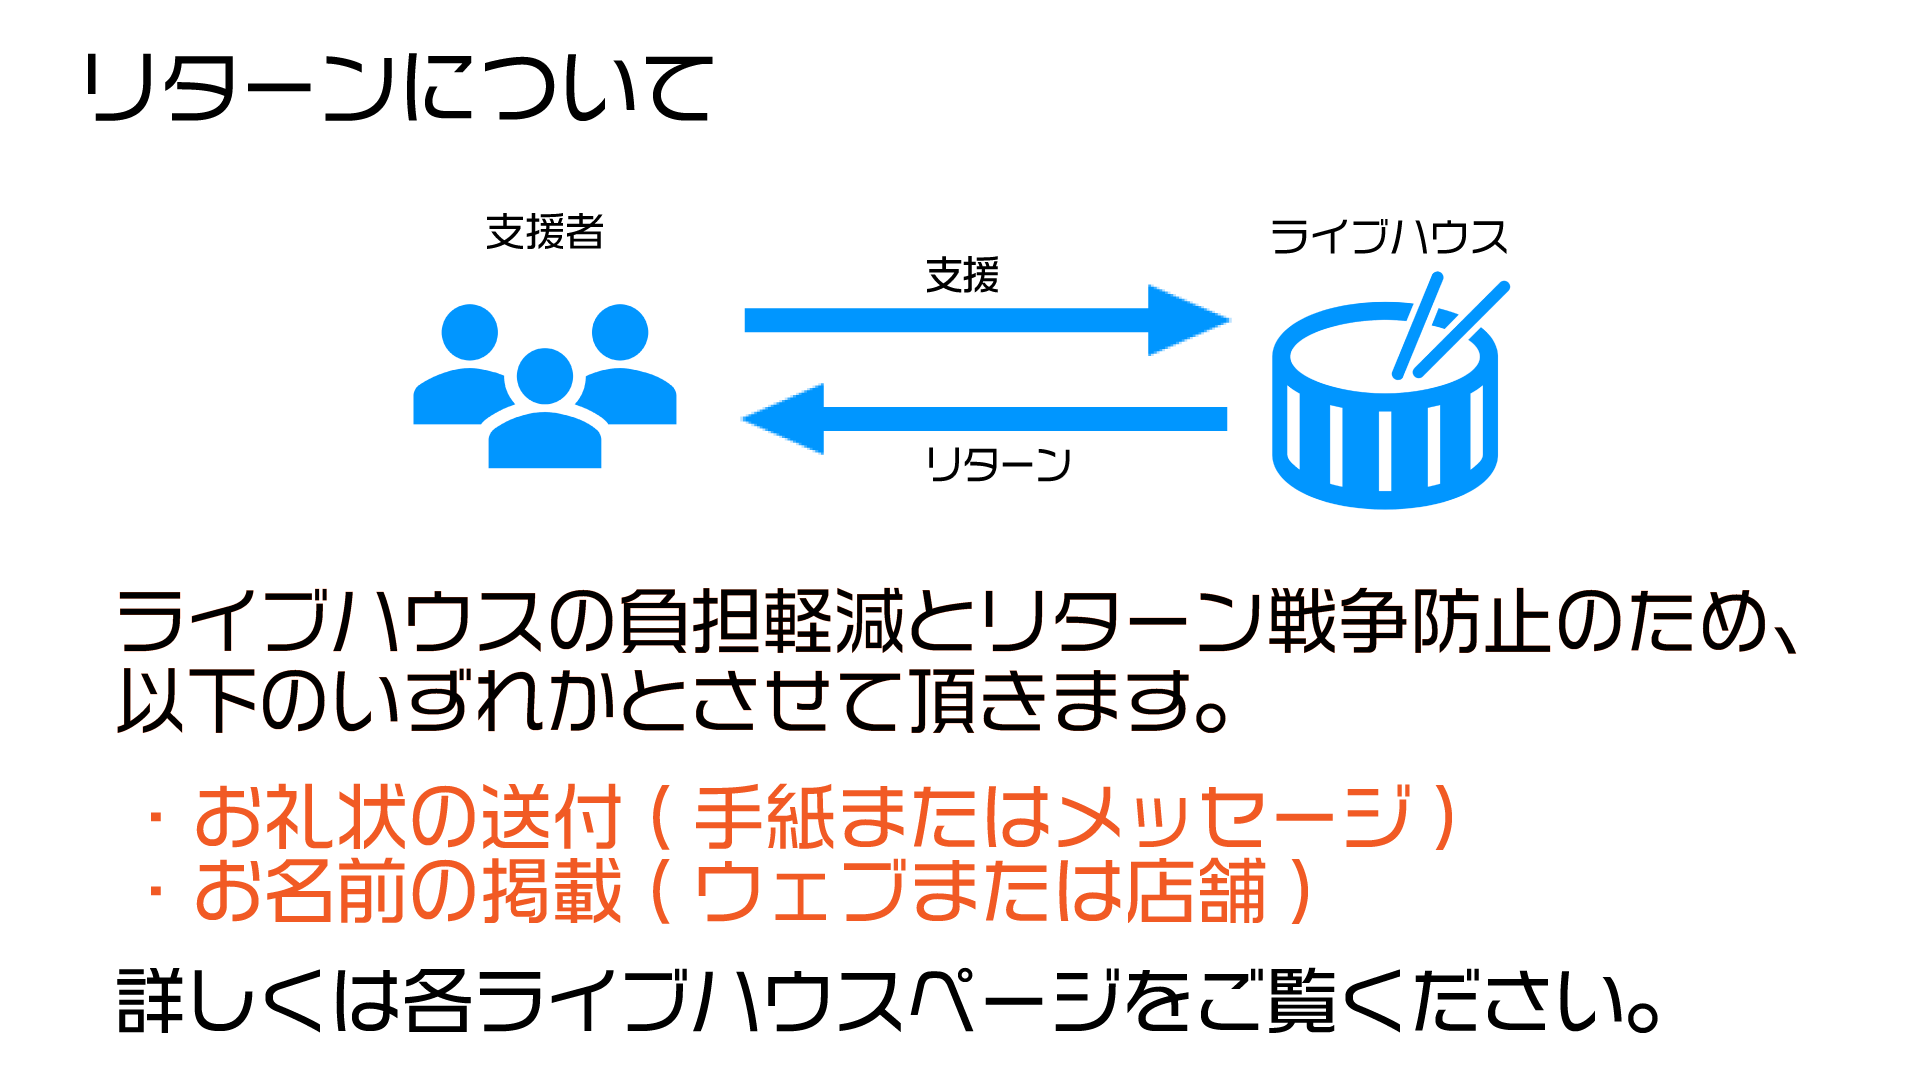 リターンについて
支援者
ライブハウス
支援
リターン
ライブハウスの負担軽減とリターン戦争防止のため、
以下のいずれかとさせて頂きます。
・お礼状の送付(手紙またはメッセージ)
・お名前の掲載(ウェブまたは店舗)
詳しくは各ライブハウスページをご覧ください。